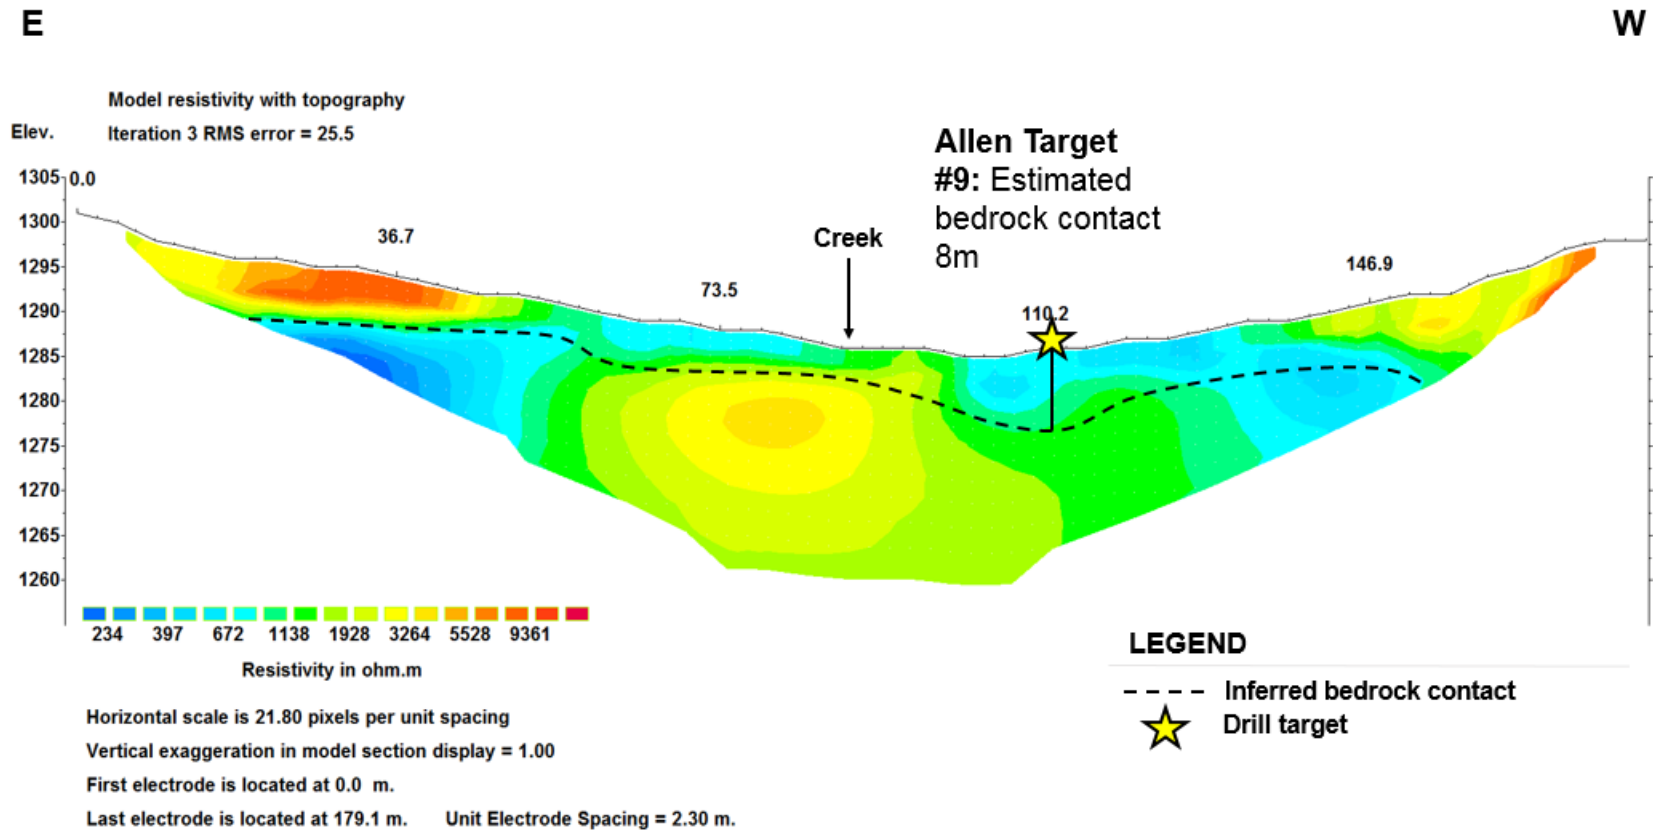 E
W
Model resistivity with topography
Elev.
Iteration 3 RMS error = 25.5
Allen Target
#9: Estimated
bedrock contact
8m
1305
0.0
1300
36.7
Creek
1295
146.9
73.5
1290
110.2
1285
1280
1275
1270
1265
1260
234 397 672 1138 1928 3264 5528 9361
Resistivity in ohm.m
LEGEND
Inferred bedrock contact
Drill target
Horizontal scale is 21.80 pixels per unit spacing
Vertical exaggeration in model section display = 1.00
First electrode is located at 0.0 m.
Last electrode is located at 179.1 m. Unit Electrode Spacing = 2.30 m.